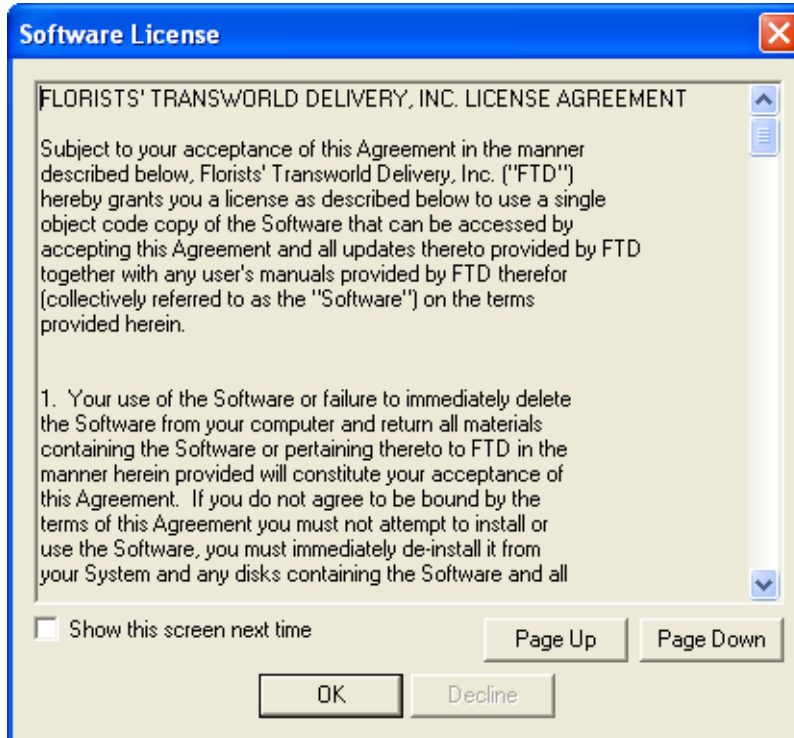 Software License
FLORISTS' TRANSWORLD DELIVERY, INC. LICENSE AGREEMENT
Subject to your acceptance of this Agreement in the manner
described below, Florists' Transworld Delivery, Inc. ("FTD")
hereby grants you a license as described below to use a single
object code copy of the Software that can be accessed by
accepting this Agreement and all updates thereto provided by FTD
together with any user's manuals provided by FTD therefor
(collectively referred to as the "Software") on the terms
provided herein.
1. Your use of the Software or failure to immediately delete
the Software from your computer and return all materials
containing the Software or pertaining thereto to FTD in the
manner herein provided will constitute your acceptance of
this Agreement. If you do not agree to be bound by the
terms of this Agreement you must not attempt to install or
use the Software, you must immediately de-install it from
your System and any disks containing the Software and all
Show this screen next time
Page Up
Page Down
OK
Decline